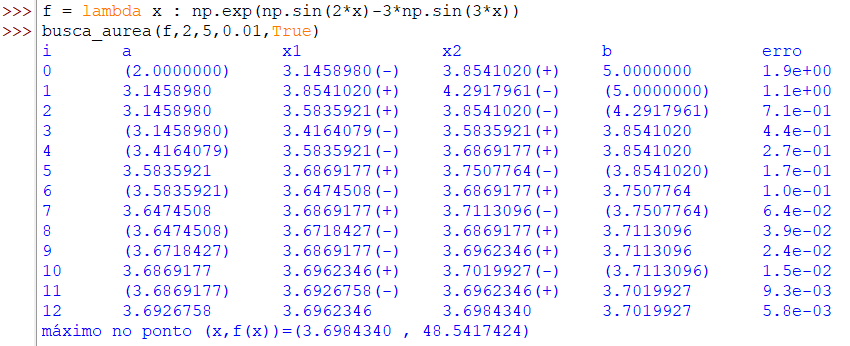 >>> f = lambda x : np.exp(np.sin(2*x)-3*np.sin(3*x))
>>> busca_aurea(f,2,5,0.01,True)
i a x1 x2 b erro
0 (2.0000000) 3.1458980(-) 3.8541020(+) 5.0000000 1.9e+00
1 3.1458980 3.8541020(+) 4.2917961(-) (5.0000000) 1.1e+00
2 3.1458980 3.5835921(+) 3.8541020(-) (4.2917961) 7.1e-01
3 (3.1458980) 3.4164079(-) 3.5835921(+) 3.8541020 4.4e-01
4 (3.4164079) 3.5835921(-) 3.6869177(+) 3.8541020 2.7e-01
5 3.5835921 3.6869177(+) 3.7507764(-) (3.8541020) 1.7e-01
6 (3.5835921) 3.6474508(-) 3.6869177(+) 3.7507764 1.0e-01
7 3.6474508 3.6869177(+) 3.7113096(-) (3.7507764) 6.4e-02
8 (3.6474508) 3.6718427(-) 3.6869177(+) 3.7113096 3.9e-02
9 (3.6718427) 3.6869177(-) 3.6962346(+) 3.7113096 2.4e-02
10 3.6869177 3.6962346(+) 3.7019927(-) (3.7113096) 1.5e-02
11 (3.6869177) 3.6926758(-) 3.6962346(+) 3.7019927 9.3e-03
12 3.6926758 3.6962346 3.6984340 3.7019927 5.8e-03
máximo no ponto (x,f(x))=(3.6984340 , 48.5417424)